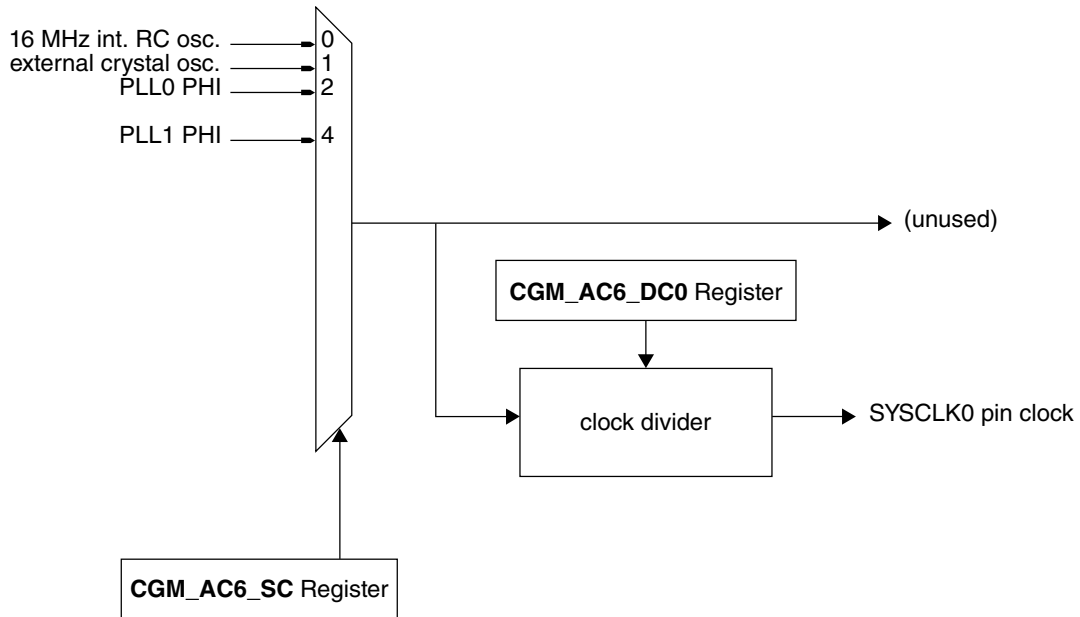 16 MHz int. RC osc. 0
external crystal osc. 1
PLL0 PHI 2
PLL1 PHI 4
(unused)
CGM_AC6_DC0 Register
clock divider
SYSCLK0 pin clock
CGM_AC6_SC Register